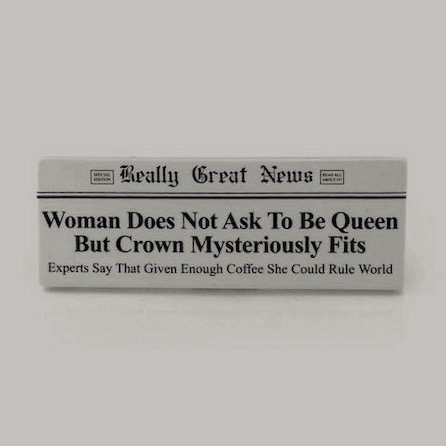 SPECIAL EDITION Really Great News READ ALL ABOUT IT!
Woman Does Not Ask To Be Queen
But Crown Mysteriously Fits
Experts Say That Given Enough Coffee She Could Rule World